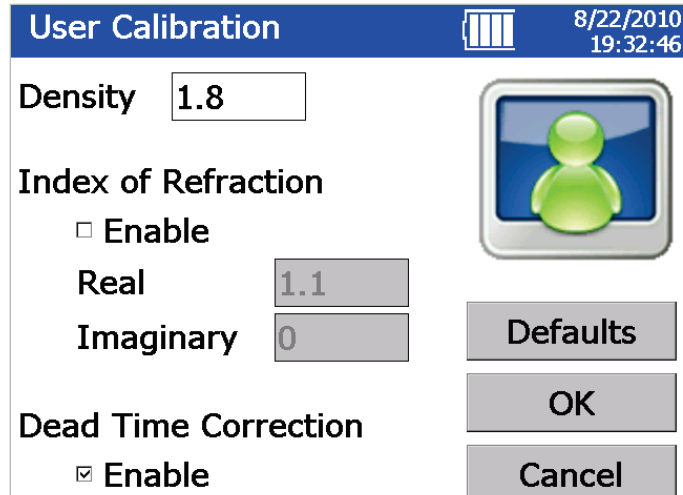 User Calibration
8/22/2010
19:32:46
Density 1.8
Index of Refraction
Enable
Real 1.1
Imaginary 0
Defaults
OK
Dead Time Correction
Enable
Cancel